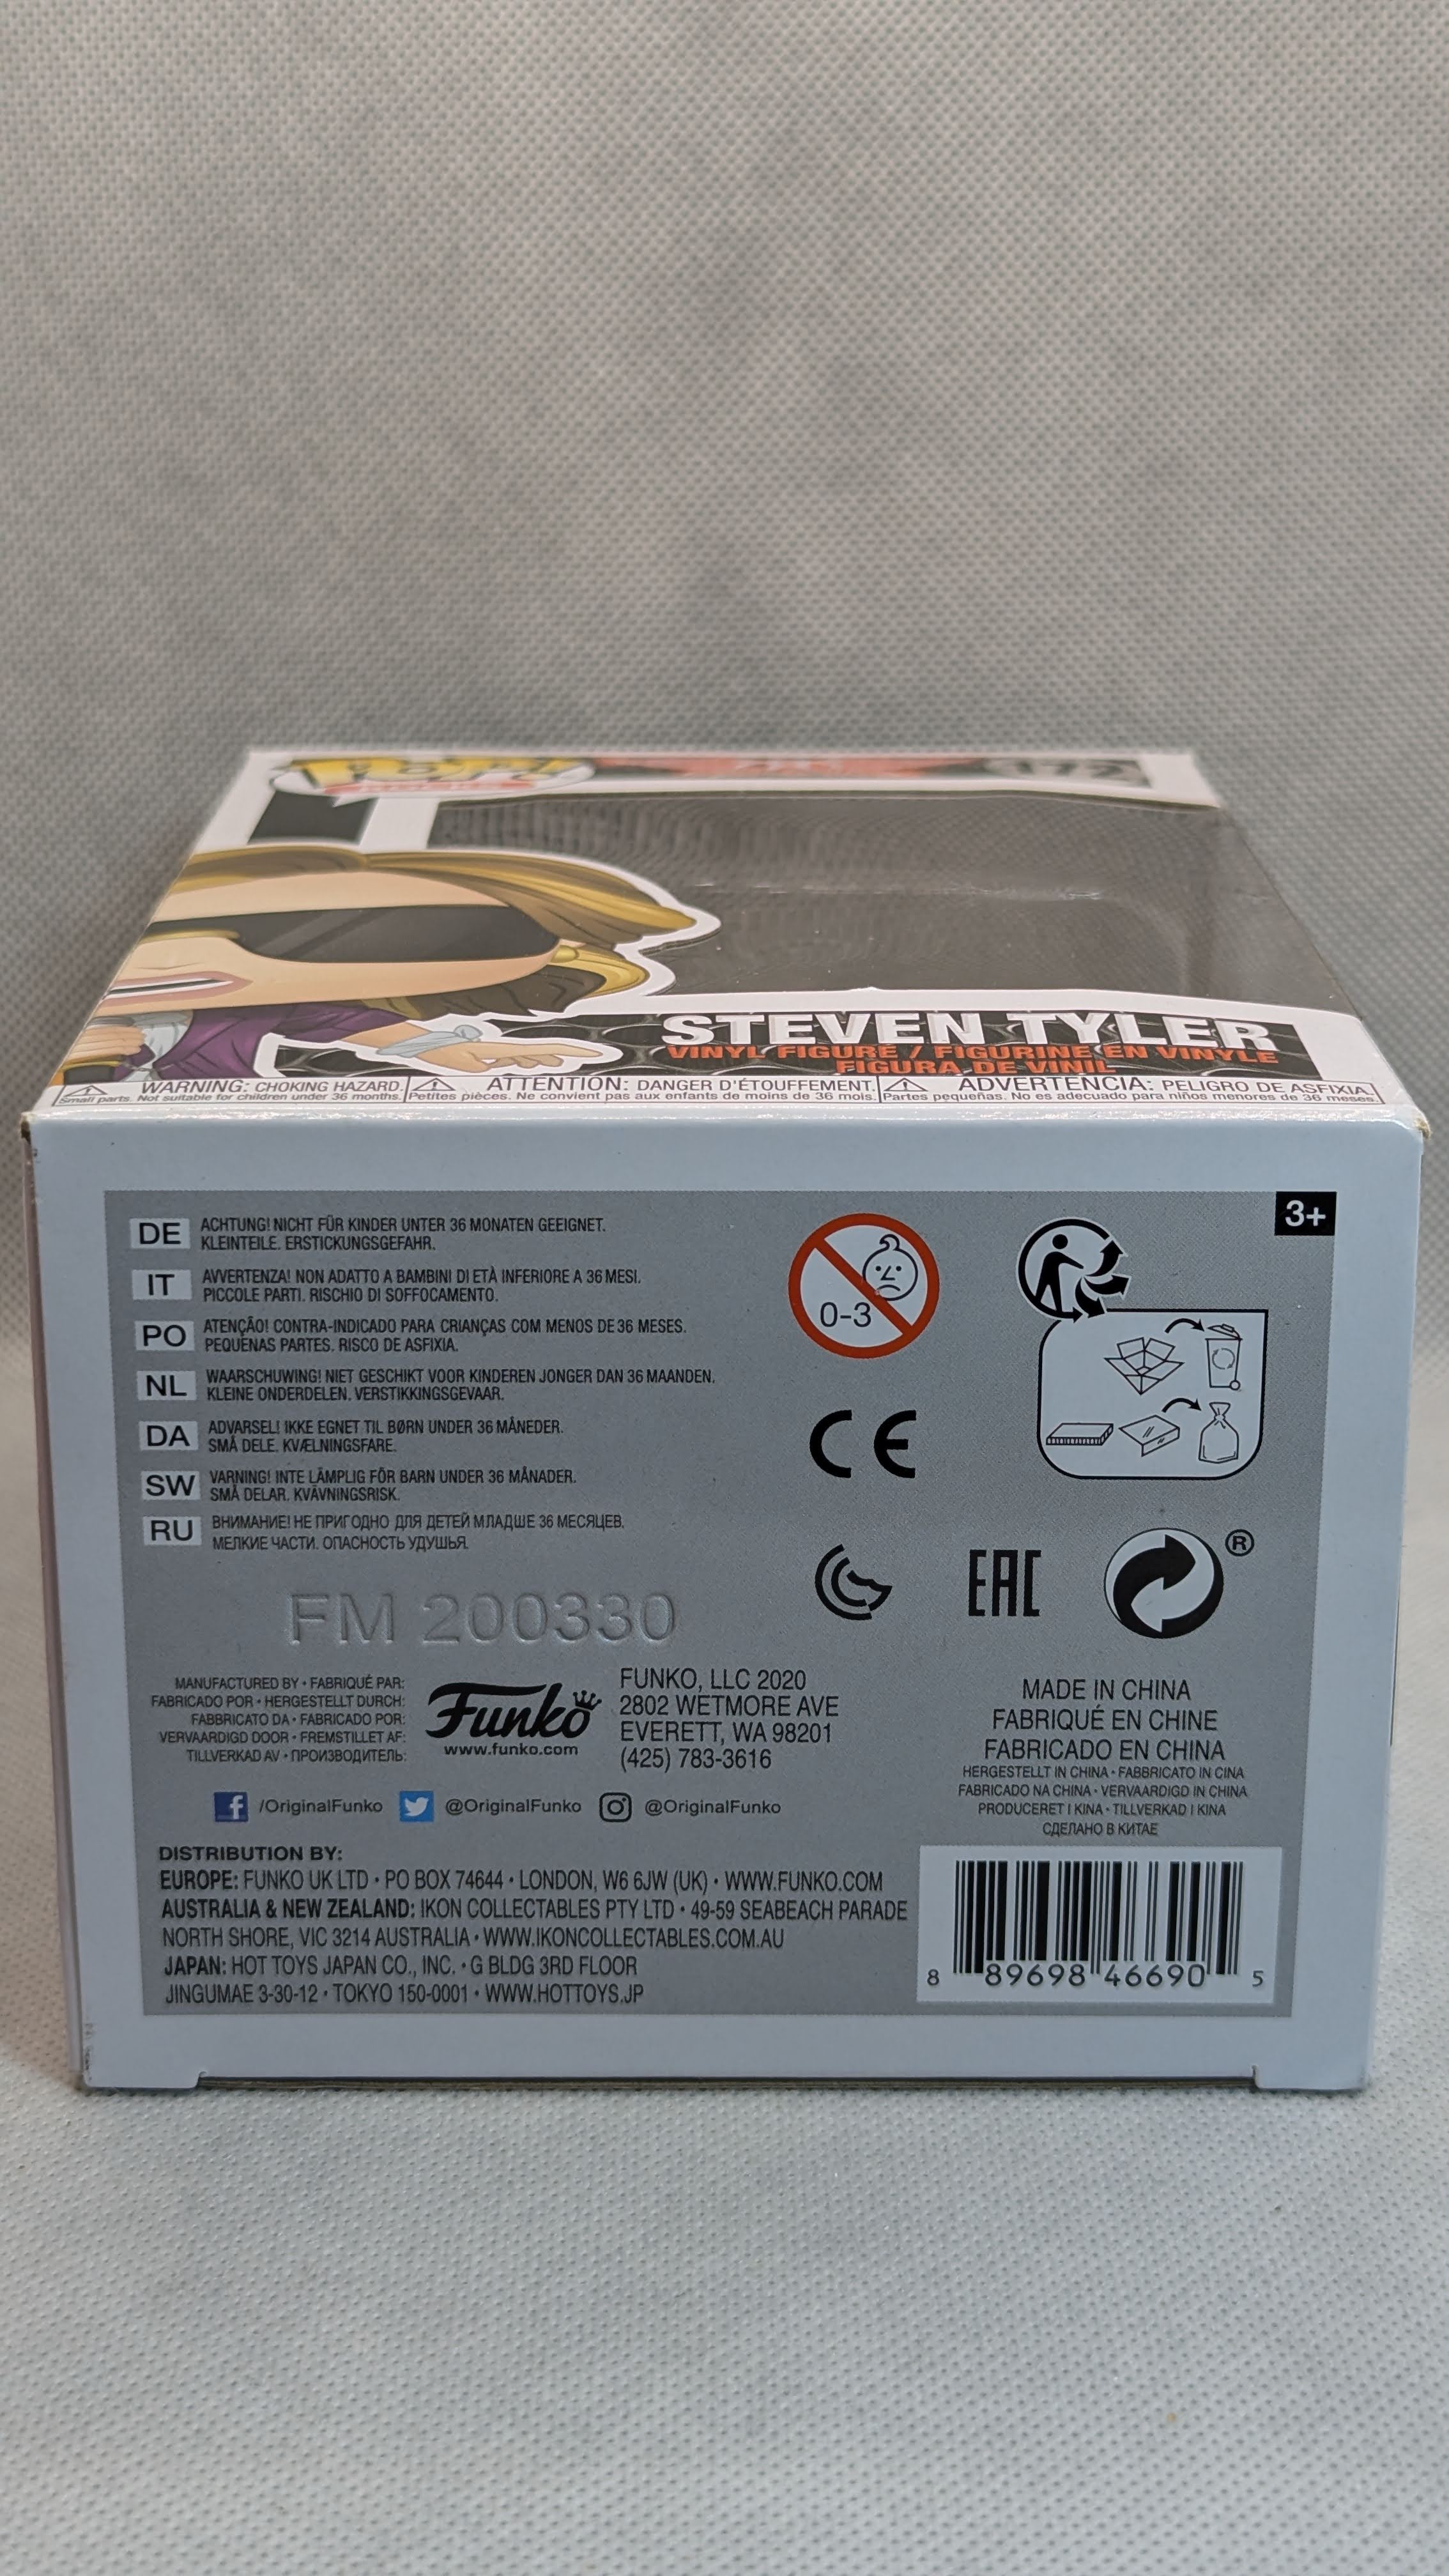 POP!
172
STEVEN TYLER
VINYL FIGURE / FIGURINE EN VINYLE
FIGURA DE VINIL
WARNING: CHOKING HAZARD.
Small parts. Not suitable for children under 36 months.
ATTENTION: DANGER D'ÉTOUFFEMENT.
Petites pièces. Ne convient pas aux enfants de moins de 36 mois.
ADVERTENCIA: PELIGRO DE ASFIXIA.
Partes pequeñas. No es adecuado para niños menores de 36 meses.
3+
DE ACHTUNG! NICHT FÜR KINDER UNTER 36 MONATEN GEEIGNET.
KLEINTEILE. ERSTICKUNGSGEFAHR.
IT AVVERTENZA! NON ADATTO A BAMBINI DI ETÀ INFERIORE A 36 MESI.
PICCOLE PARTI. RISCHIO DI SOFFOCAMENTO.
PO ATENÇÃO! CONTRA-INDICADO PARA CRIANÇAS COM MENOS DE 36 MESES.
PEQUENAS PARTES. RISCO DE ASFIXIA.
NL WAARSCHUWING! NIET GESCHIKT VOOR KINDEREN JONGER DAN 36 MAANDEN.
KLEINE ONDERDELEN. VERSTIKKINGSGEVAAR.
DA ADVARSEL! IKKE EGNET TIL BØRN UNDER 36 MÅNEDER.
SMÅ DELE. KVÆLNINGSFARE.
SW VARNING! INTE LÄMPLIG FÖR BARN UNDER 36 MÅNADER.
SMÅ DELAR. KVÄVNINGSRISK.
RU ВНИМАНИЕ! НЕ ПРИГОДНО ДЛЯ ДЕТЕЙ МЛАДШЕ 36 МЕСЯЦЕВ.
МЕЛКИЕ ЧАСТИ. ОПАСНОСТЬ УДУШЬЯ.
0-3
CE
EAC
®
FM 200330
MANUFACTURED BY • FABRIQUÉ PAR:
FABRICADO POR • HERGESTELLT DURCH:
FABBRICATO DA • FABRICADO POR:
VERVAARDIGD DOOR • FREMSTILLET AF:
TILLVERKAD AV • ПРОИЗВОДИТЕЛЬ:
Funko
www.funko.com
FUNKO, LLC 2020
2802 WETMORE AVE
EVERETT, WA 98201
(425) 783-3616
MADE IN CHINA
FABRIQUÉ EN CHINE
FABRICADO EN CHINA
HERGESTELLT IN CHINA • FABBRICATO IN CINA
FABRICADO NA CHINA • VERVAARDIGD IN CHINA
PRODUCERET I KINA • TILLVERKAD I KINA
СДЕЛАНО В КИТАЕ
f /OriginalFunko @OriginalFunko @OriginalFunko
DISTRIBUTION BY:
EUROPE: FUNKO UK LTD • PO BOX 74644 • LONDON, W6 6JW (UK) • WWW.FUNKO.COM
AUSTRALIA & NEW ZEALAND: IKON COLLECTABLES PTY LTD • 49-59 SEABEACH PARADE
NORTH SHORE, VIC 3214 AUSTRALIA • WWW.IKONCOLLECTABLES.COM.AU
JAPAN: HOT TOYS JAPAN CO., INC. • G BLDG 3RD FLOOR
JINGUMAE 3-30-12 • TOKYO 150-0001 • WWW.HOTTOYS.JP
8 89698 46690 5